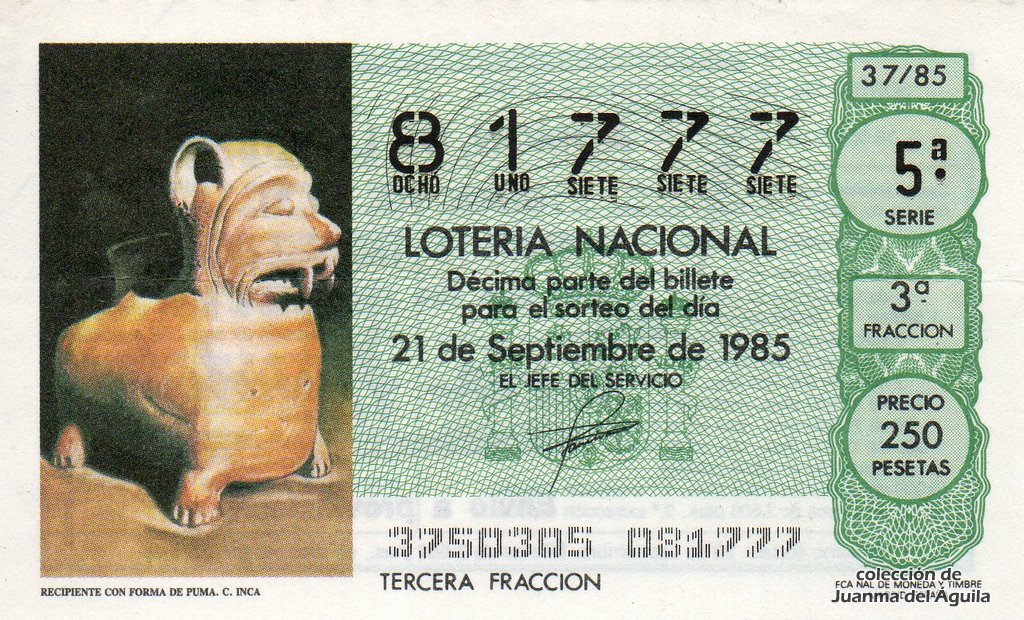 37/85
8 1 7 7 7
OCHO UNO SIETE SIETE SIETE
5ª
SERIE
LOTERIA NACIONAL
Décima parte del billete
para el sorteo del día
21 de Septiembre de 1985
EL JEFE DEL SERVICIO
3ª
FRACCION
PRECIO
250
PESETAS
3750305 081777
TERCERA FRACCION
RECIPIENTE CON FORMA DE PUMA. C. INCA
FCA NAL DE MONEDA Y TIMBRE
colección de
Juanma del Aguila